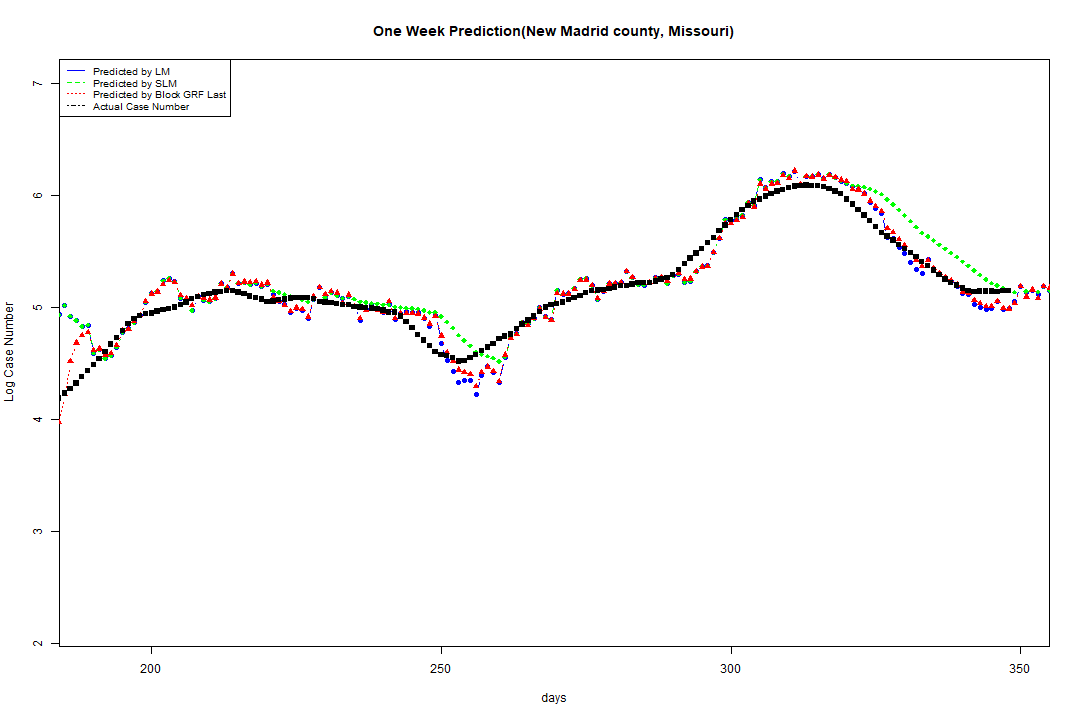 One Week Prediction(New Madrid county, Missouri)
Predicted by LM
Predicted by SLM
Predicted by Block GRF Last
Actual Case Number
7
6
5
4
3
2
Log Case Number
200 250 300 350
days